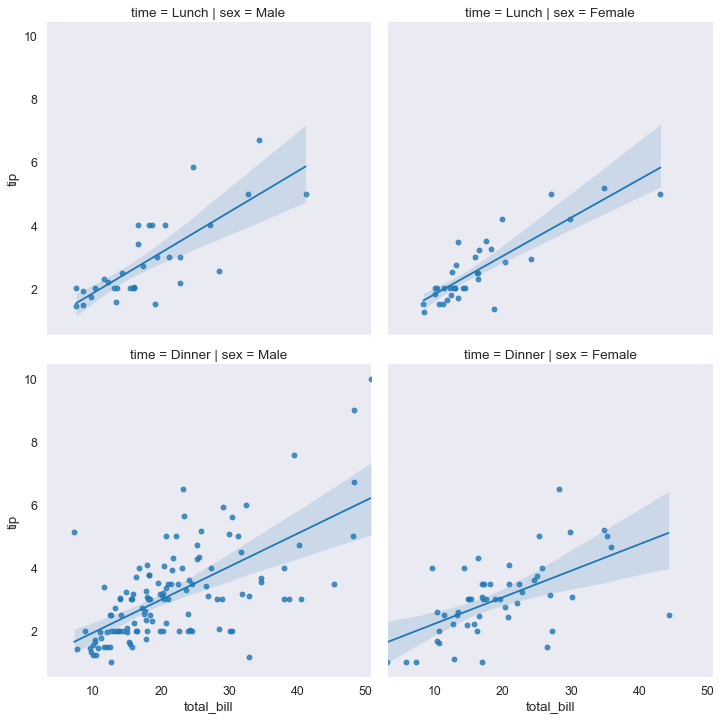 time = Lunch | sex = Male
time = Lunch | sex = Female
10
8
6
4
2
tip
time = Dinner | sex = Male
time = Dinner | sex = Female
10
8
6
4
2
tip
10 20 30 40 50
10 20 30 40 50
total_bill
total_bill